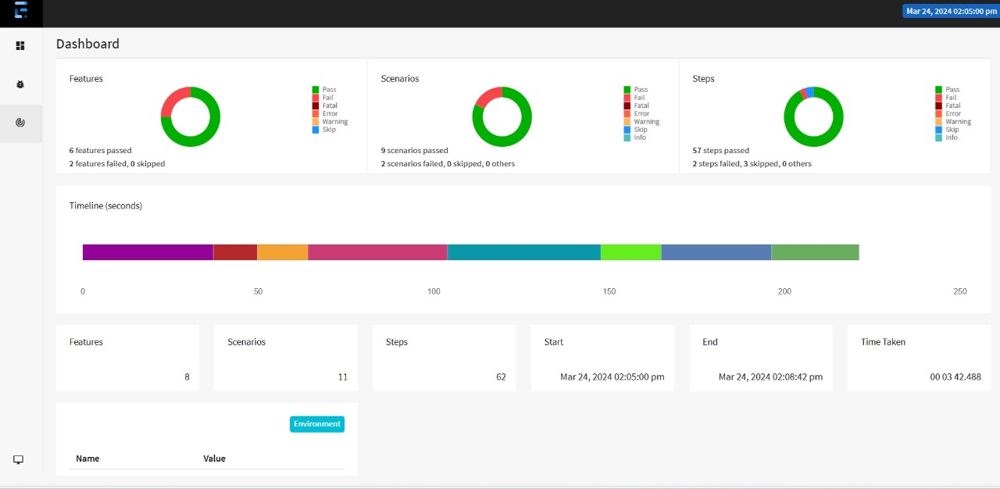 Mar 24, 2024 02:05:00 pm
Dashboard
Features
Pass
Fail
Fatal
Error
Warning
Skip
6 features passed
2 features failed, 0 skipped
Scenarios
Pass
Fail
Fatal
Error
Warning
Skip
Info
9 scenarios passed
2 scenarios failed, 0 skipped, 0 others
Steps
Pass
Fail
Fatal
Error
Warning
Skip
Info
57 steps passed
2 steps failed, 3 skipped, 0 others
Timeline (seconds)
0 50 100 150 200 250
Features
8
Scenarios
11
Steps
62
Start
Mar 24, 2024 02:05:00 pm
End
Mar 24, 2024 02:08:42 pm
Time Taken
00 03 42.488
Environment
Name Value